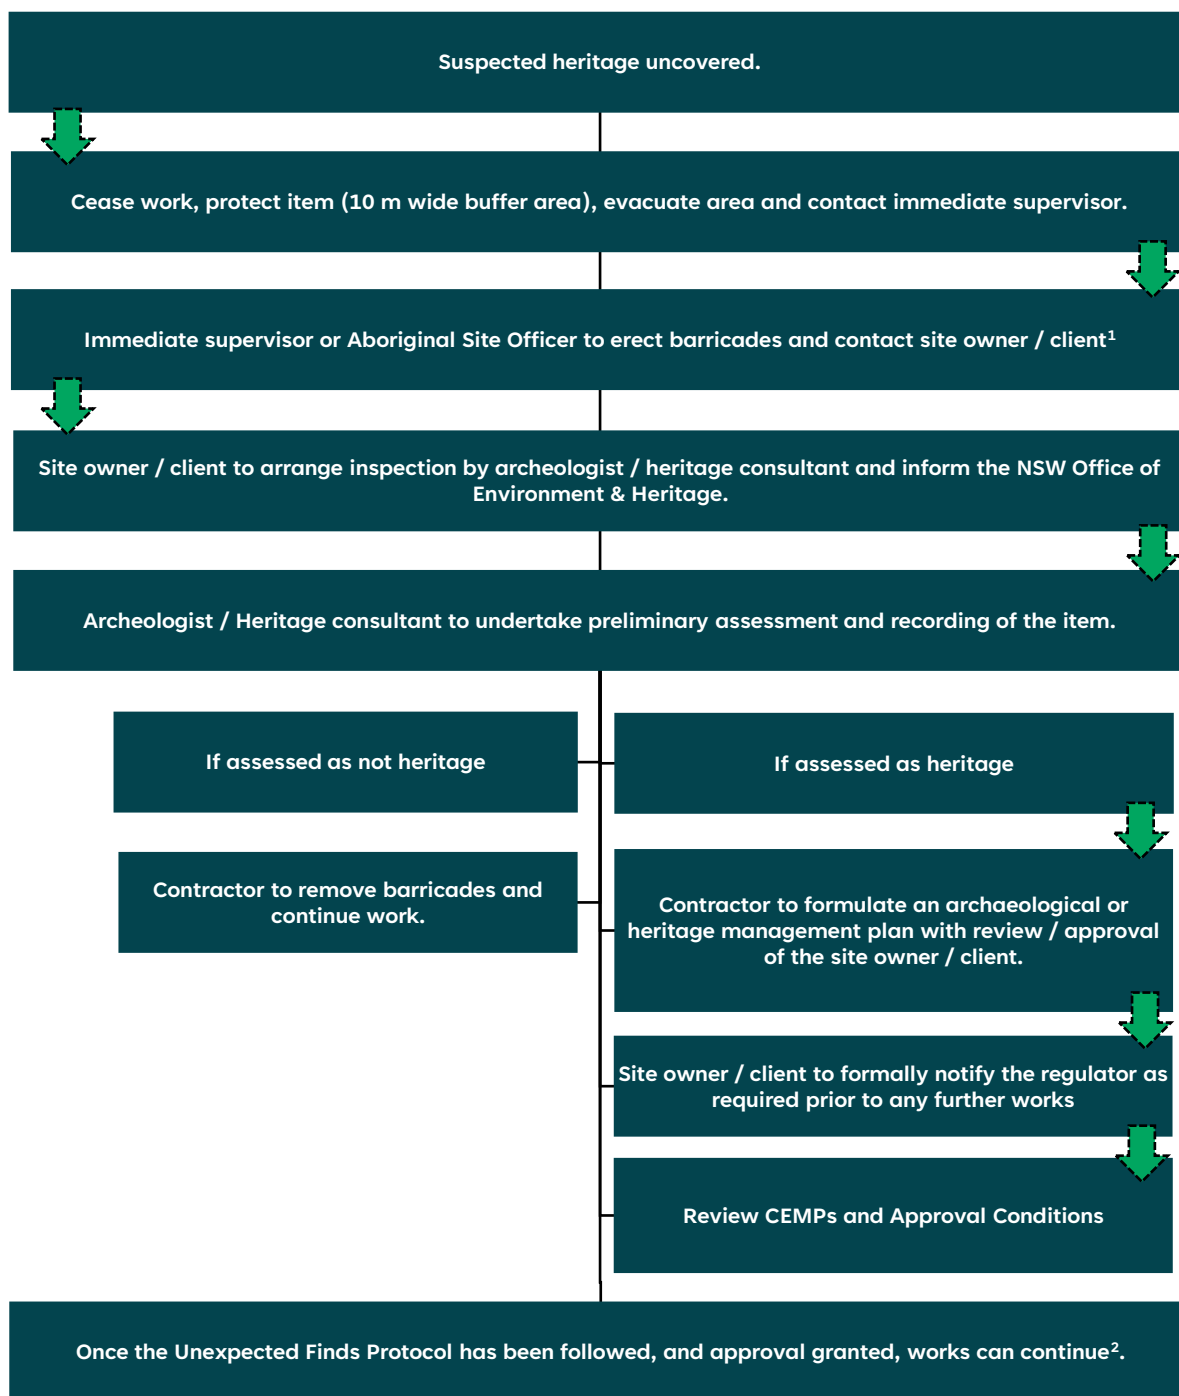 Suspected heritage uncovered.
Cease work, protect item (10 m wide buffer area), evacuate area and contact immediate supervisor.
Immediate supervisor or Aboriginal Site Officer to erect barricades and contact site owner / client¹
Site owner / client to arrange inspection by archeologist / heritage consultant and inform the NSW Office of
Environment & Heritage.
Archeologist / Heritage consultant to undertake preliminary assessment and recording of the item.
If assessed as not heritage
If assessed as heritage
Contractor to remove barricades and
continue work.
Contractor to formulate an archaeological or
heritage management plan with review / approval
of the site owner / client.
Site owner / client to formally notify the regulator as
required prior to any further works
Review CEMPs and Approval Conditions
Once the Unexpected Finds Protocol has been followed, and approval granted, works can continue².